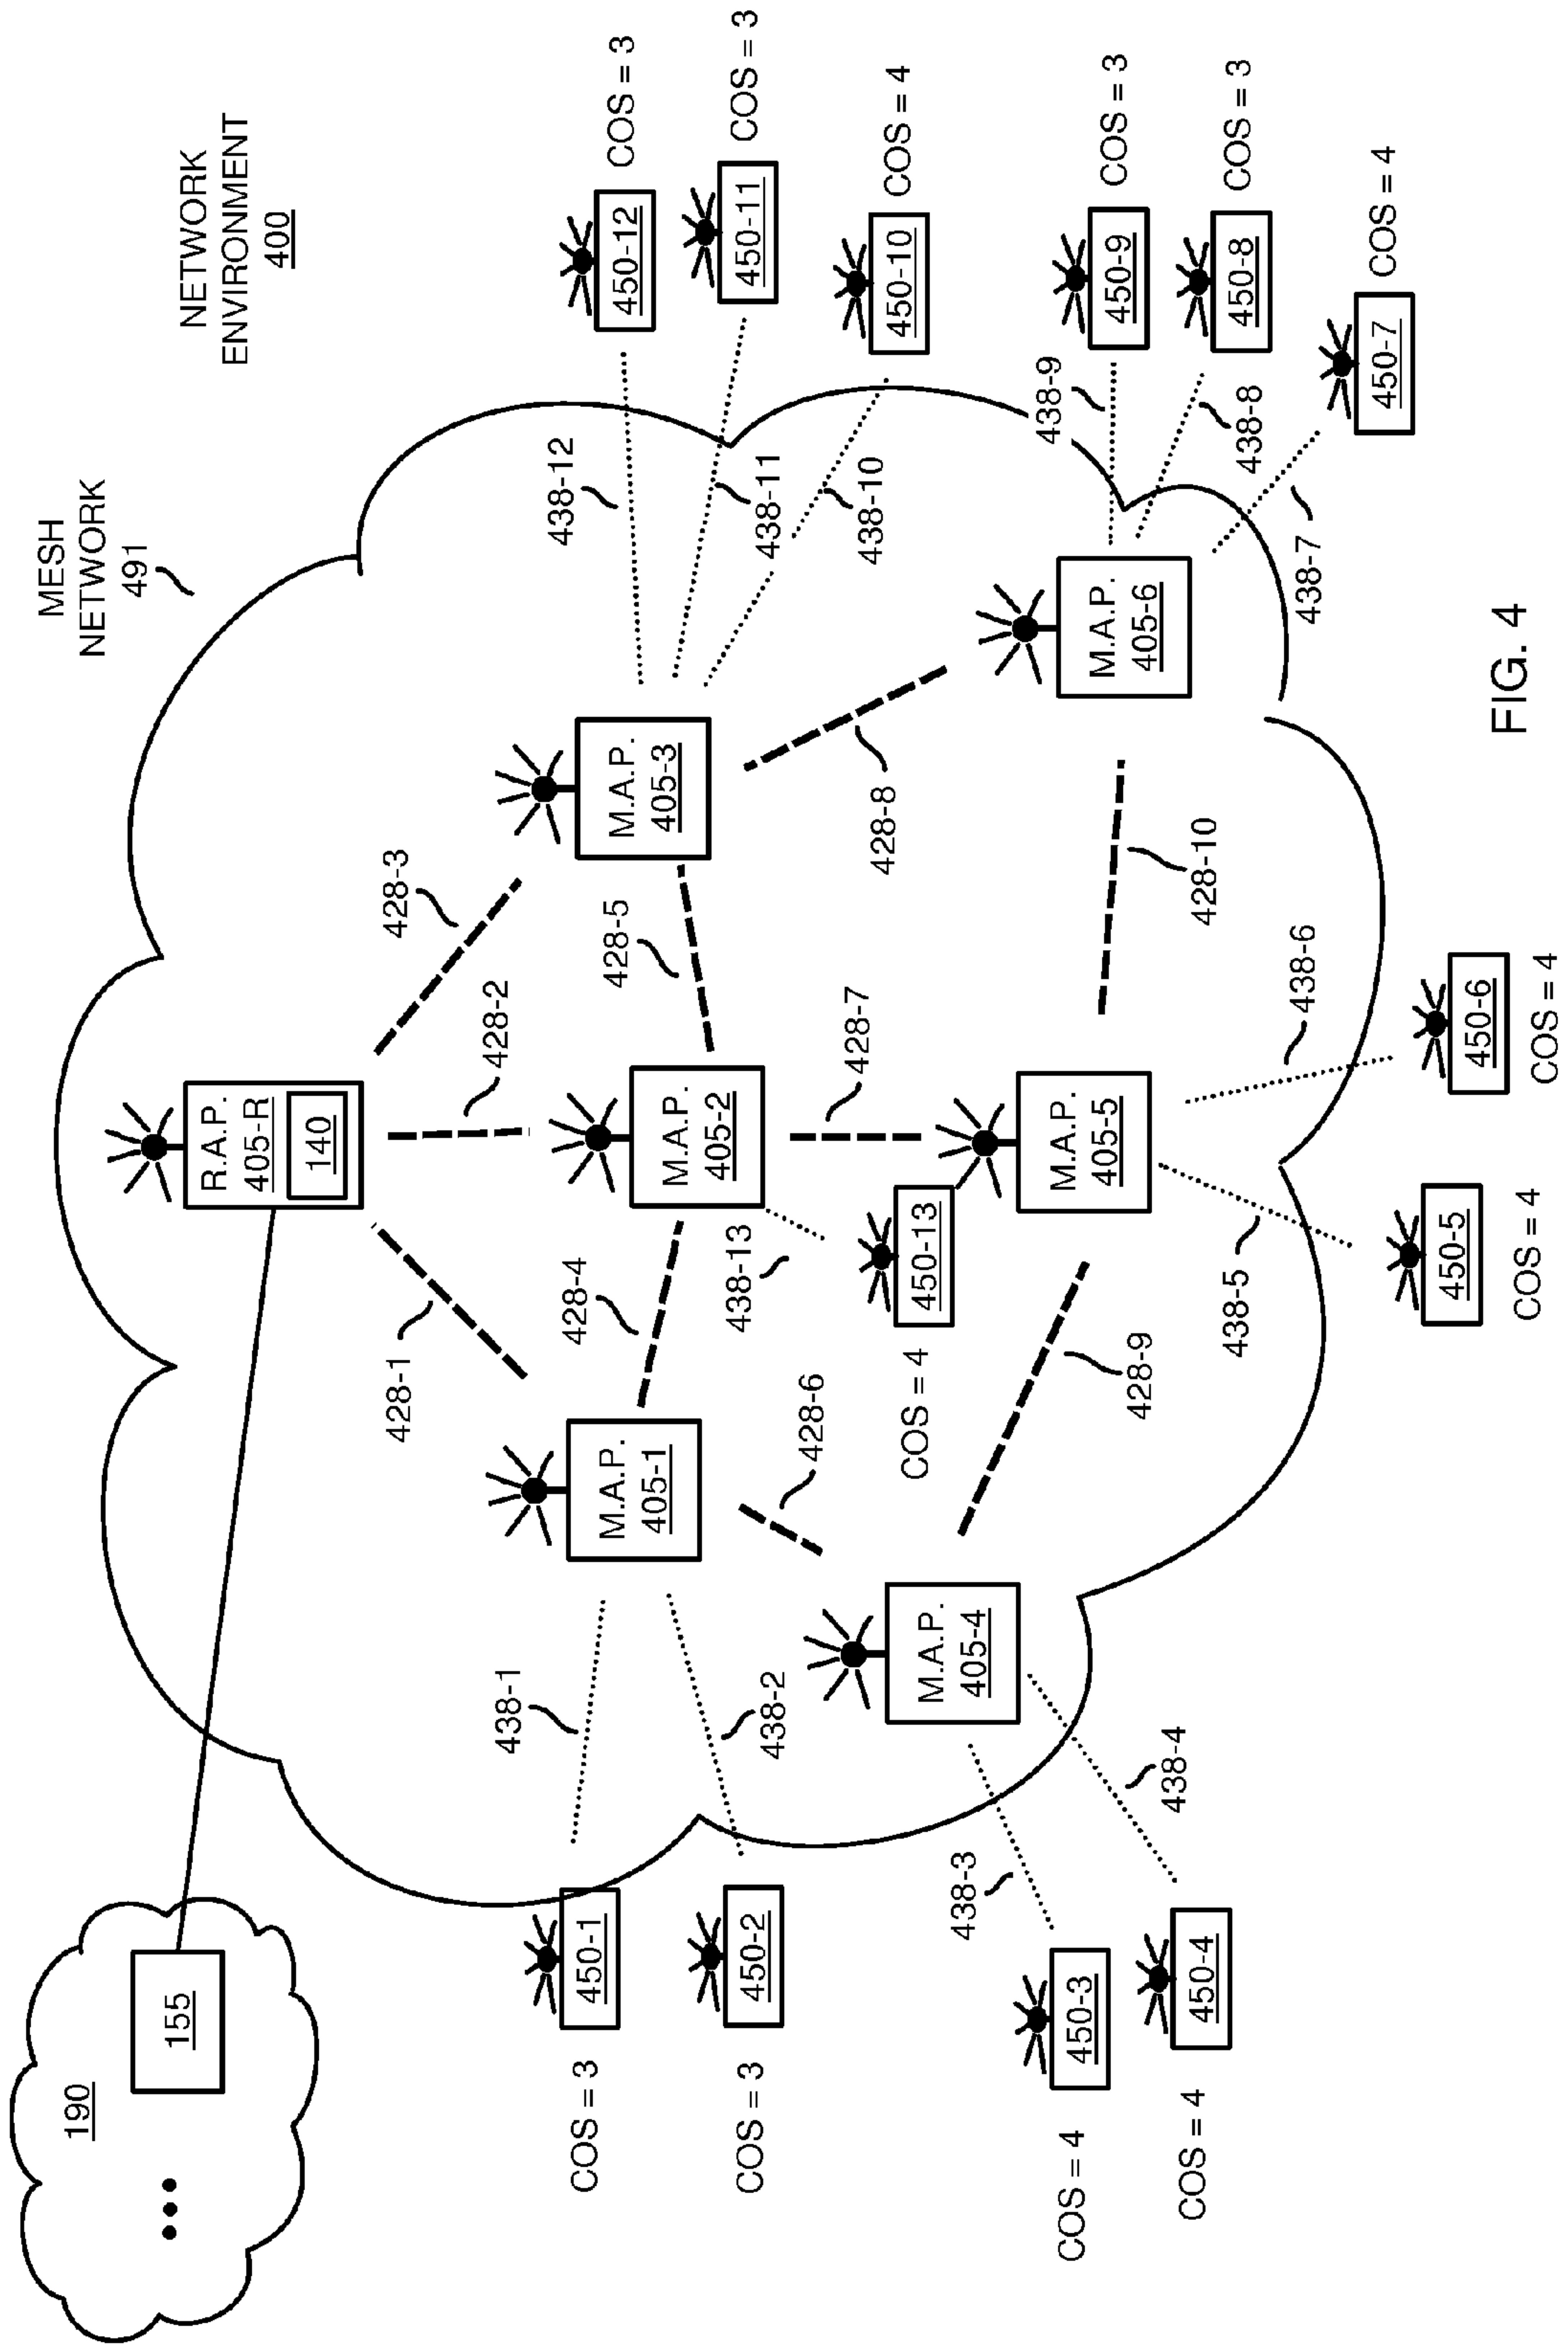 NETWORK
ENVIRONMENT
400
MESH
NETWORK
491
190
155
R.A.P.
405-R
140
428-1
428-2
428-3
M.A.P.
405-1
M.A.P.
405-2
M.A.P.
405-3
428-4
428-5
438-1
438-2
438-12
438-11
438-10
450-1
COS = 3
450-2
COS = 3
450-12
COS = 3
450-11
COS = 3
450-10
COS = 4
438-13
450-13
COS = 4
428-6
428-7
428-8
M.A.P.
405-4
M.A.P.
405-5
M.A.P.
405-6
428-9
428-10
438-3
438-4
450-3
COS = 4
450-4
COS = 4
438-5
438-6
450-5
COS = 4
450-6
COS = 4
438-9
438-8
438-7
450-9
COS = 3
450-8
COS = 3
450-7
COS = 4
FIG. 4